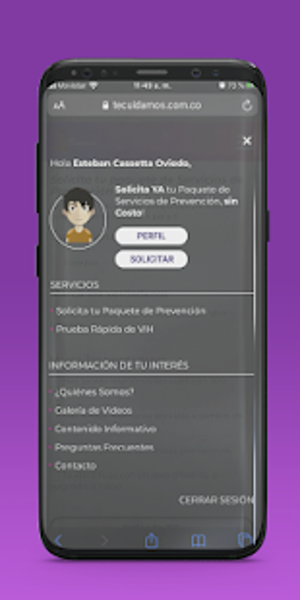 Movistar 11:49 a. m. 73 %
AA tecuidamos.com.co
×
Hola Esteban Cassetta Oviedo,
Solicita YA tu Paquete de
Servicios de Prevención, sin
Costo!
PERFIL
SOLICITAR
SERVICIOS
Solicita tu Paquete de Prevención
Prueba Rápida de VIH
INFORMACIÓN DE TU INTERÉS
¿Quiénes Somos?
Galería de Videos
Contenido Informativo
Preguntas Frecuentes
Contacto
CERRAR SESIÓN